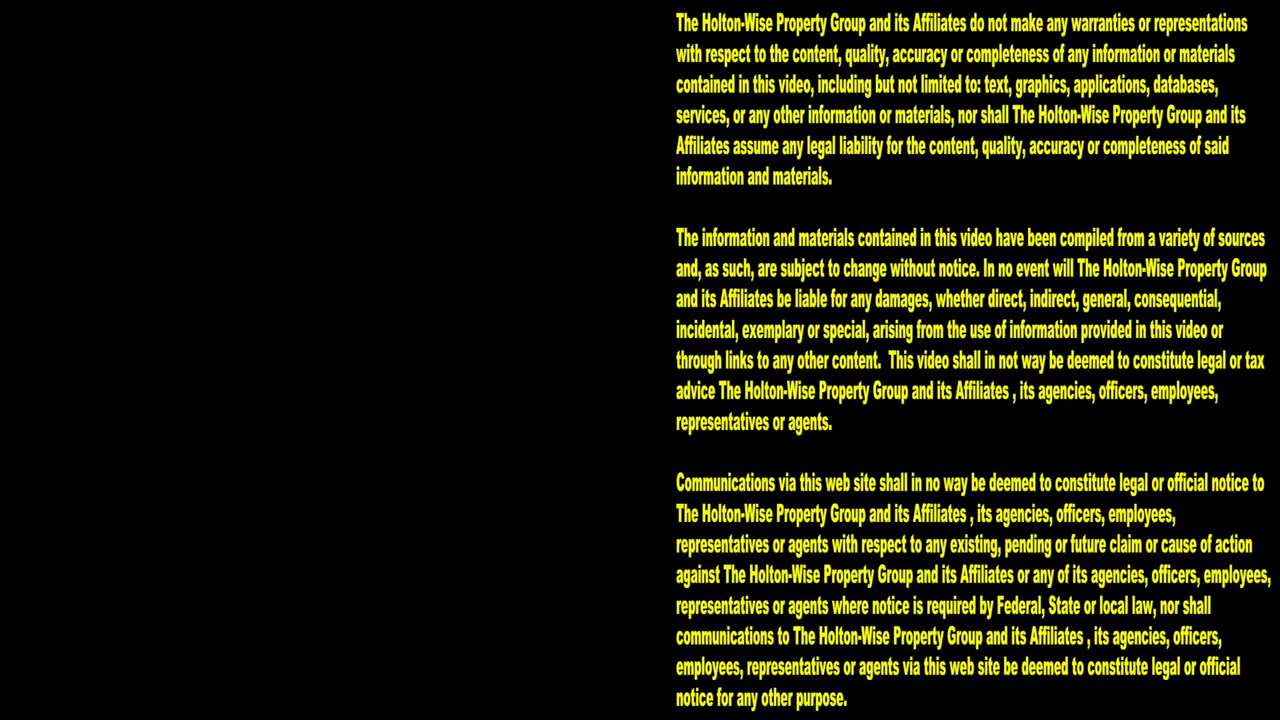 The Holton-Wise Property Group and its Affiliates do not make any warranties or representations
with respect to the content, quality, accuracy or completeness of any information or materials
contained in this video, including but not limited to: text, graphics, applications, databases,
services, or any other information or materials, nor shall The Holton-Wise Property Group and its
Affiliates assume any legal liability for the content, quality, accuracy or completeness of said
information and materials.

The information and materials contained in this video have been compiled from a variety of sources
and, as such, are subject to change without notice. In no event will The Holton-Wise Property Group
and its Affiliates be liable for any damages, whether direct, indirect, general, consequential,
incidental, exemplary or special, arising from the use of information provided in this video or
through links to any other content.  This video shall in not way be deemed to constitute legal or tax
advice The Holton-Wise Property Group and its Affiliates , its agencies, officers, employees,
representatives or agents.

Communications via this web site shall in no way be deemed to constitute legal or official notice to
The Holton-Wise Property Group and its Affiliates , its agencies, officers, employees,
representatives or agents with respect to any existing, pending or future claim or cause of action
against The Holton-Wise Property Group and its Affiliates or any of its agencies, officers, employees,
representatives or agents where notice is required by Federal, State or local law, nor shall
communications to The Holton-Wise Property Group and its Affiliates , its agencies, officers,
employees, representatives or agents via this web site be deemed to constitute legal or official
notice for any other purpose.